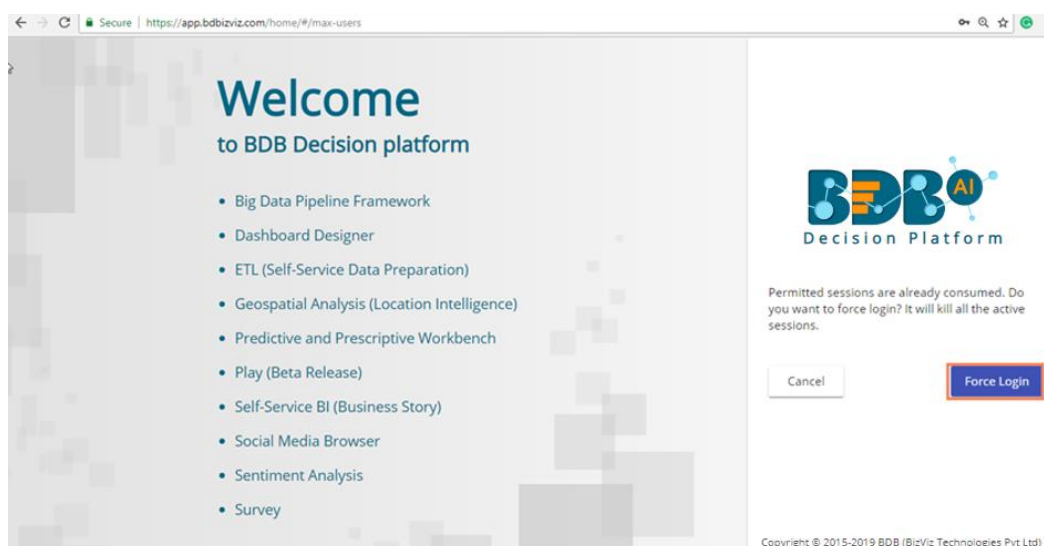 Secure | https://app.bdbizviz.com/home/#/max-users
Welcome
to BDB Decision platform
• Big Data Pipeline Framework
• Dashboard Designer
• ETL (Self-Service Data Preparation)
• Geospatial Analysis (Location Intelligence)
• Predictive and Prescriptive Workbench
• Play (Beta Release)
• Self-Service BI (Business Story)
• Social Media Browser
• Sentiment Analysis
• Survey
BDB AI
Decision Platform
Permitted sessions are already consumed. Do
you want to force login? It will kill all the active
sessions.
Cancel
Force Login
Copyright © 2015-2019 BDB (BizViz Technologies Pvt Ltd)